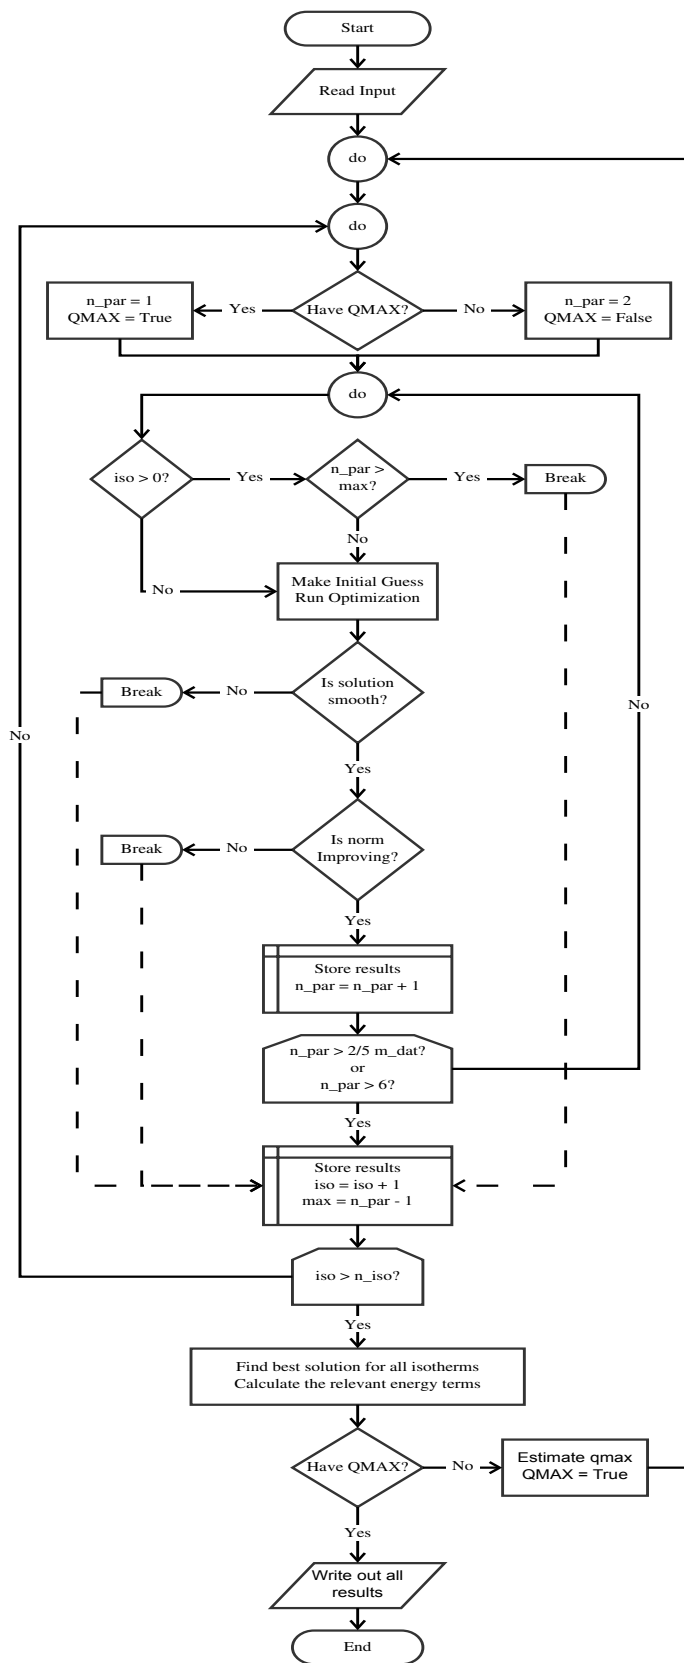 Start
Read Input
do
do
Have QMAX?
Yes
No
n_par = 1
QMAX = True
n_par = 2
QMAX = False
do
iso > 0?
Yes
n_par >
max?
Yes
Break
No
No
Make Initial Guess
Run Optimization
Is solution
smooth?
No
Break
No
No
Yes
Is norm
Improving?
No
Break
Yes
Store results
n_par = n_par + 1
n_par > 2/5 m_dat?
or
n_par > 6?
Yes
Store results
iso = iso + 1
max = n_par - 1
iso > n_iso?
Yes
Find best solution for all isotherms
Calculate the relevant energy terms
Have QMAX?
No
Estimate qmax
QMAX = True
Yes
Write out all
results
End